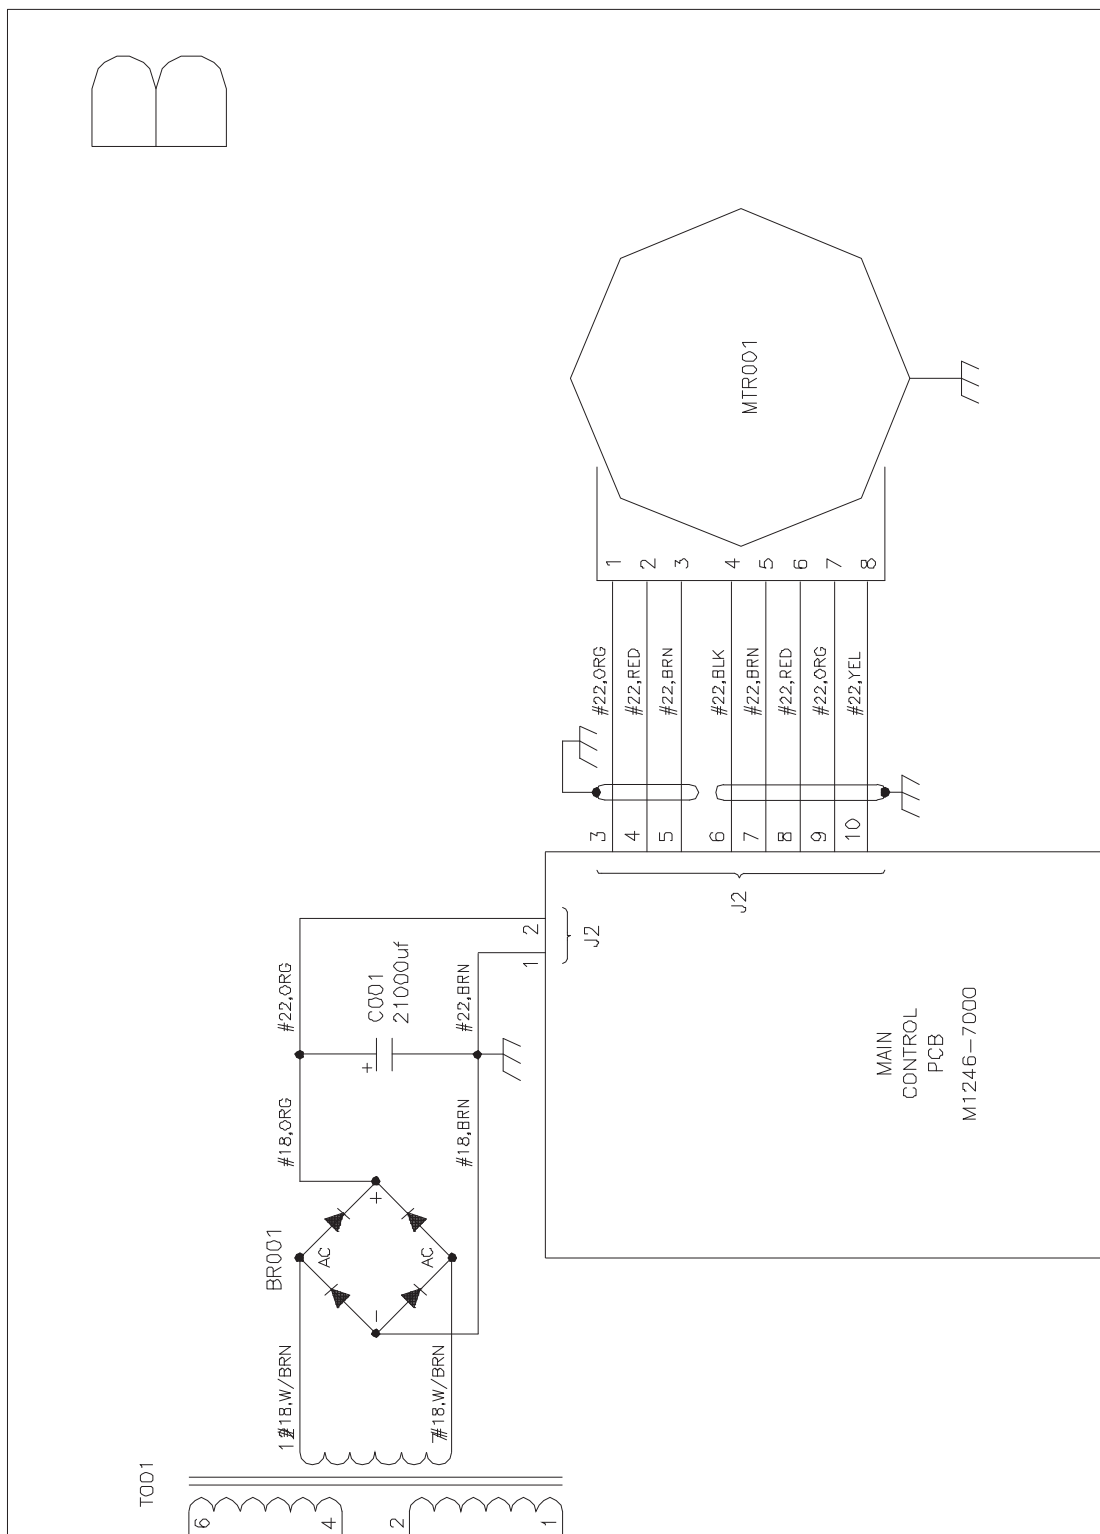 B
MTR001
1
2
3
4
5
6
7
8
#22,ORG
#22,RED
#22,BRN
#22,BLK
#22,BRN
#22,RED
#22,ORG
#22,YEL
3
4
5
6
7
8
9
10
J2
2
1
J2
#22,ORG
C001
21000uf
+
#22,BRN
#18,ORG
#18,BRN
MAIN
CONTROL
PCB
M1246-7000
BR001
AC
AC
+
-
#18,W/BRN
12
#18,W/BRN
7
T001
6
4
2
1